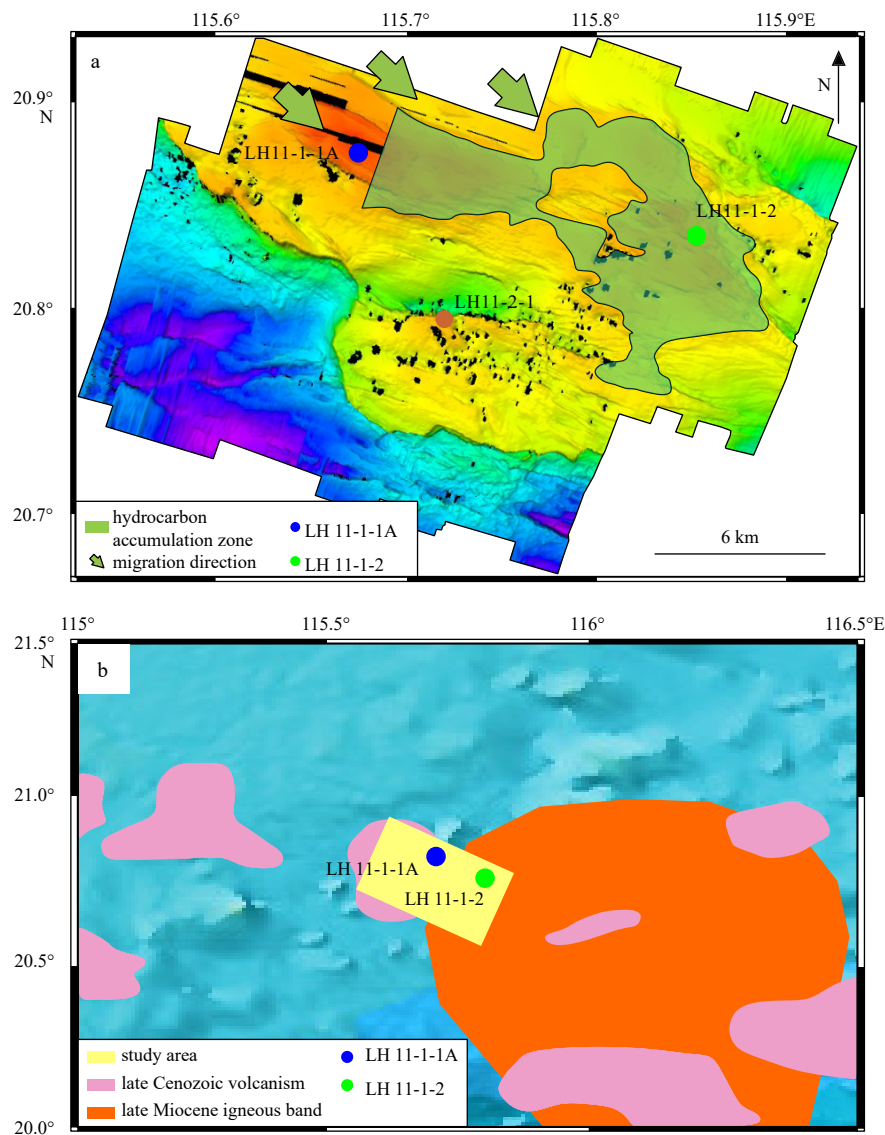 115.6° 115.7° 115.8° 115.9°E
a
N
20.9°
N
LH11-1-1A
LH11-1-2
20.8°
LH11-2-1
20.7°
hydrocarbon
accumulation zone
migration direction
LH 11-1-1A
LH 11-1-2
6 km
115° 115.5° 116° 116.5°E
21.5°
N
b
21.0°
LH 11-1-1A
LH 11-1-2
20.5°
study area
late Cenozoic volcanism
late Miocene igneous band
LH 11-1-1A
LH 11-1-2
20.0°